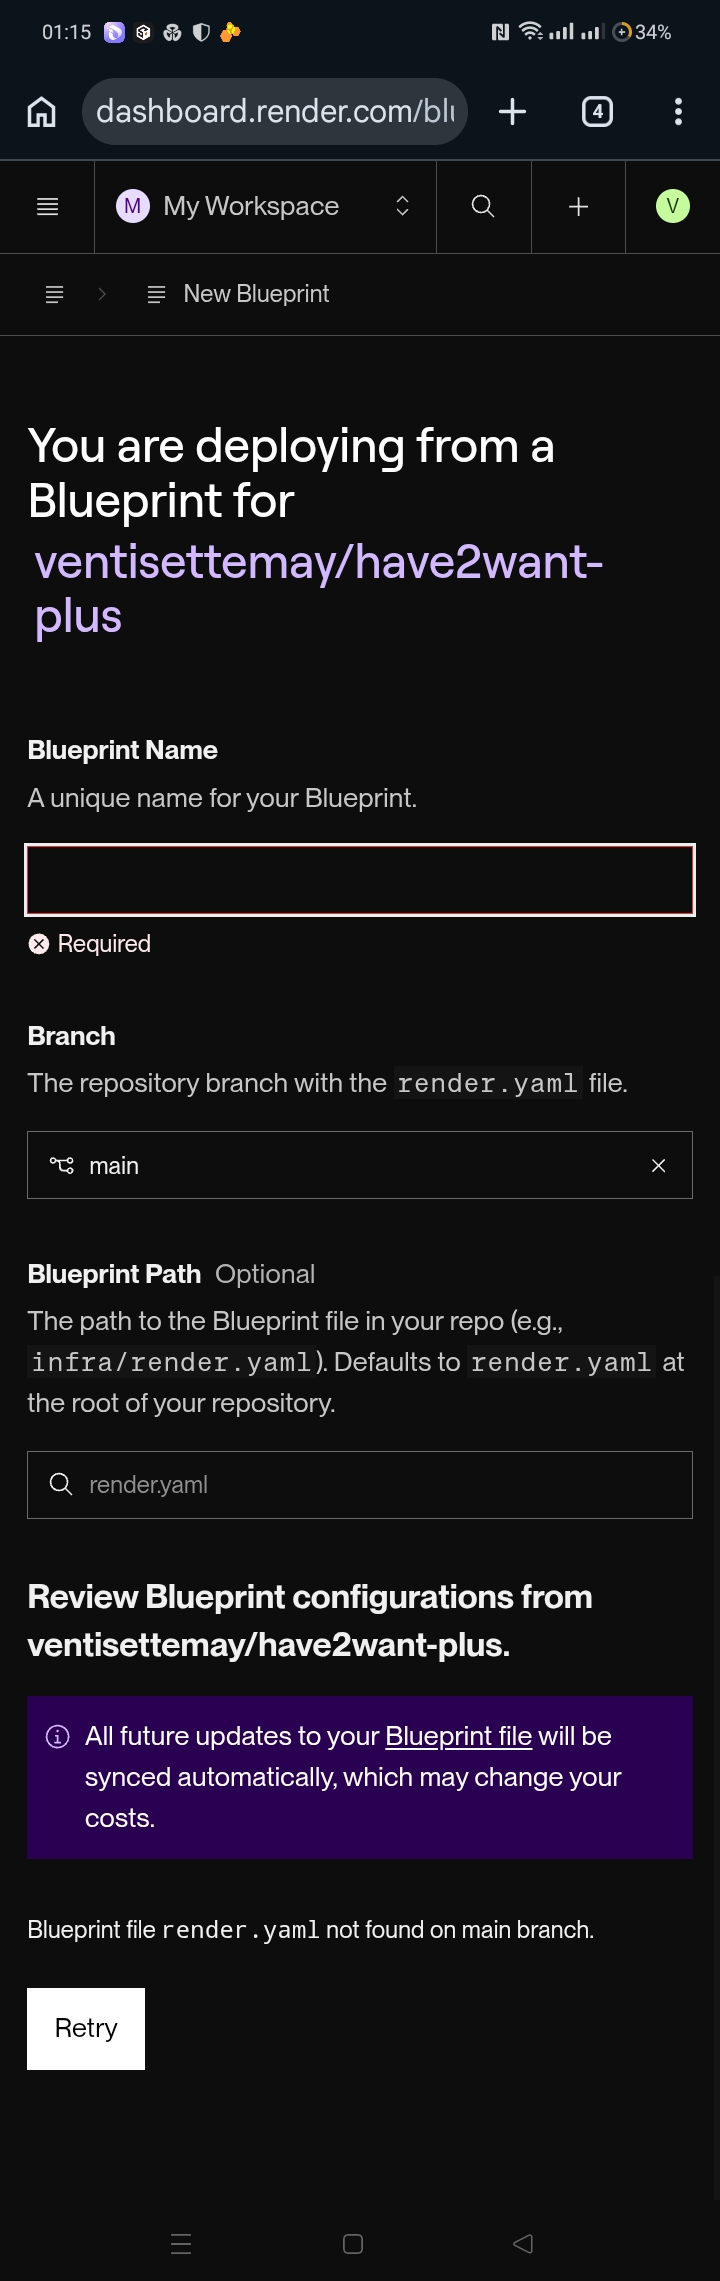 01:15
34%
dashboard.render.com/blu
4
M My Workspace
V
New Blueprint
You are deploying from a
Blueprint for
ventisettemay/have2want-
plus
Blueprint Name
A unique name for your Blueprint.
Required
Branch
The repository branch with the render.yaml file.
main
Blueprint Path Optional
The path to the Blueprint file in your repo (e.g.,
infra/render.yaml). Defaults to render.yaml at
the root of your repository.
render.yaml
Review Blueprint configurations from
ventisettemay/have2want-plus.
All future updates to your Blueprint file will be
synced automatically, which may change your
costs.
Blueprint file render.yaml not found on main branch.
Retry